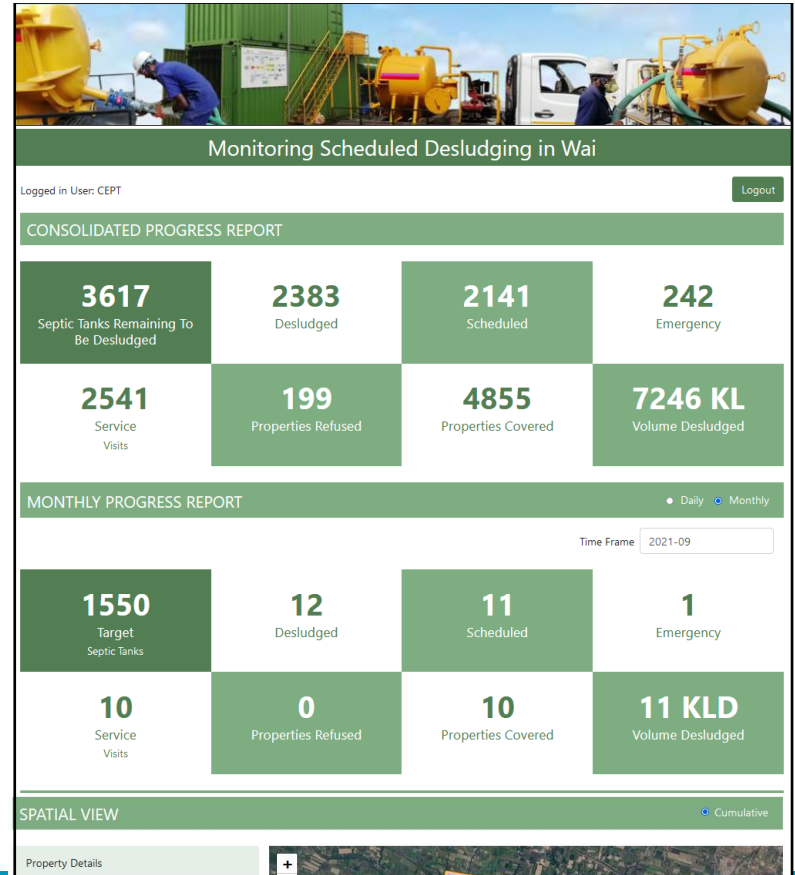 Monitoring Scheduled Desludging in Wai
Logged in User: CEPT
Logout
CONSOLIDATED PROGRESS REPORT
3617
Septic Tanks Remaining To
Be Desludged
2383
Desludged
2141
Scheduled
242
Emergency
2541
Service
Visits
199
Properties Refused
4855
Properties Covered
7246 KL
Volume Desludged
MONTHLY PROGRESS REPORT
Daily Monthly
Time Frame 2021-09
1550
Target
Septic Tanks
12
Desludged
11
Scheduled
1
Emergency
10
Service
Visits
0
Properties Refused
10
Properties Covered
11 KLD
Volume Desludged
SPATIAL VIEW
Cumulative
Property Details
+